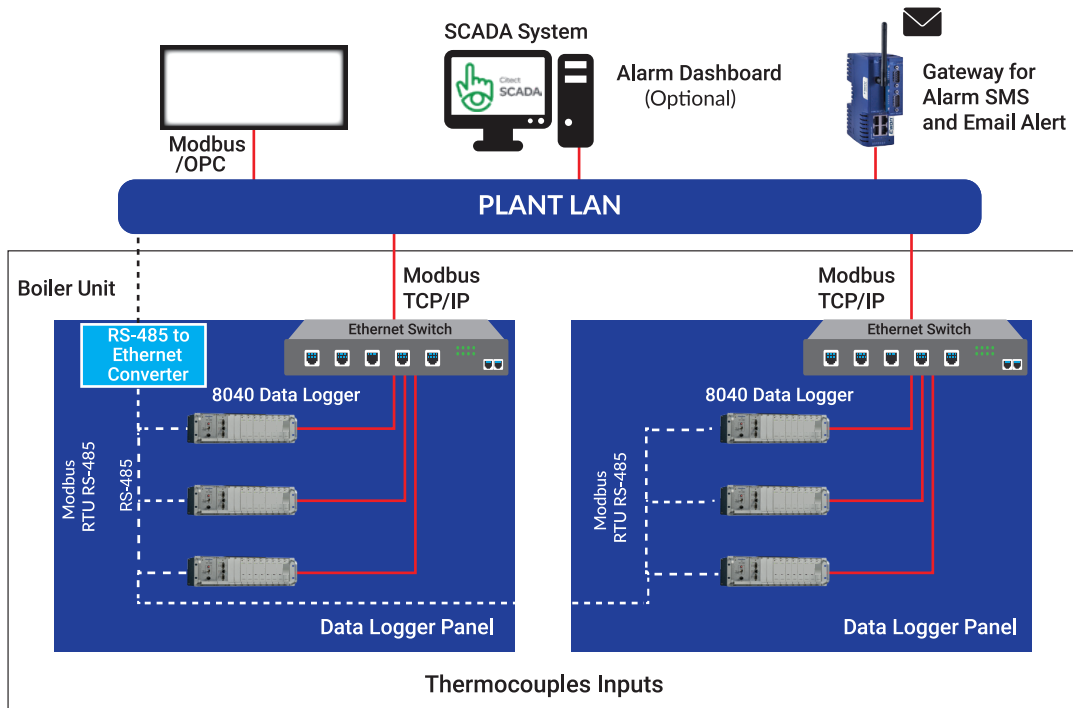 SCADA System
Citect
SCADA
Alarm Dashboard
(Optional)
Gateway for
Alarm SMS
and Email Alert
Modbus
/OPC
PLANT LAN
Boiler Unit
Modbus
TCP/IP
Modbus
TCP/IP
RS-485 to
Ethernet
Converter
Ethernet Switch
8040 Data Logger
Modbus
RTU RS-485
RS-485
Data Logger Panel
Ethernet Switch
8040 Data Logger
Modbus
RTU RS-485
Data Logger Panel
Thermocouples Inputs